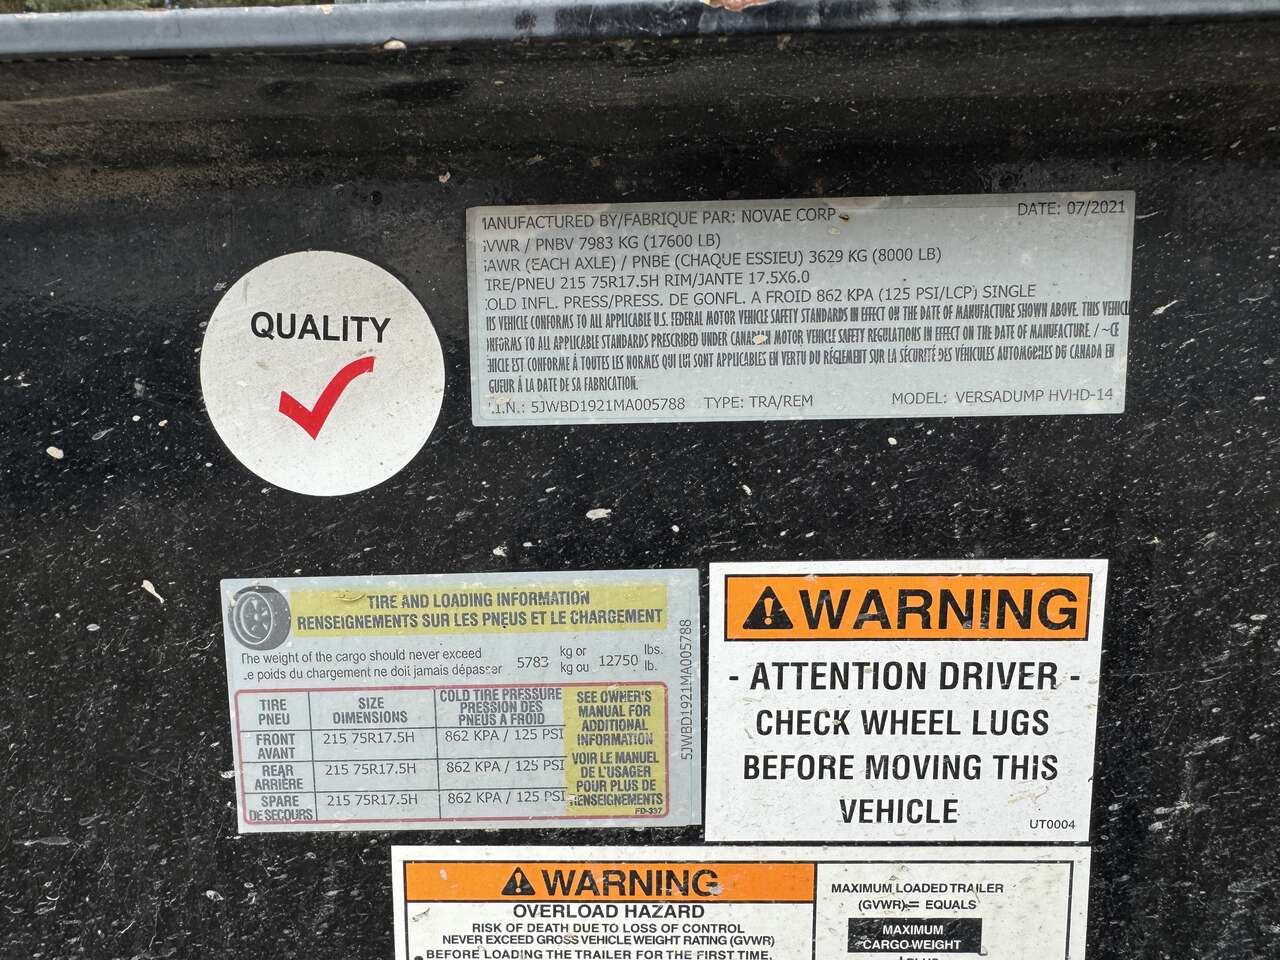 QUALITY
MANUFACTURED BY/FABRIQUE PAR: NOVAE CORP DATE: 07/2021
GVWR / PNBV 7983 KG (17600 LB)
GAWR (EACH AXLE) / PNBE (CHAQUE ESSIEU) 3629 KG (8000 LB)
TIRE/PNEU 215 75R17.5H RIM/JANTE 17.5X6.0
COLD INFL. PRESS/PRESS. DE GONFL. A FROID 862 KPA (125 PSI/LCP) SINGLE
THIS VEHICLE CONFORMS TO ALL APPLICABLE U.S. FEDERAL MOTOR VEHICLE SAFETY STANDARDS IN EFFECT ON THE DATE OF MANUFACTURE SHOWN ABOVE. THIS VEHICL
ONFORMS TO ALL APPLICABLE STANDARDS PRESCRIBED UNDER CANADIAN MOTOR VEHICLE SAFETY REGULATIONS IN EFFECT ON THE DATE OF MANUFACTURE. / ~CE
HICLE EST CONFORME À TOUTES LES NORMES QUI LUI SONT APPLICABLES EN VERTU DU RÉGLEMENT SUR LA SÉCURITÉ DES VÉHICULES AUTOMOBILES DU CANADA EN
GUEUR À LA DATE DE SA FABRICATION.
V.I.N.: 5JWBD1921MA005788 TYPE: TRA/REM MODEL: VERSADUMP HVHD-14
TIRE AND LOADING INFORMATION
RENSEIGNEMENTS SUR LES PNEUS ET LE CHARGEMENT
The weight of the cargo should never exceed 5783 kg or 12750 lbs.
Le poids du chargement ne doit jamais dépasser kg ou lb.
TIRE PNEU SIZE DIMENSIONS COLD TIRE PRESSURE PRESSION DES PNEUS A FROID
FRONT AVANT 215 75R17.5H 862 KPA / 125 PSI
REAR ARRIÈRE 215 75R17.5H 862 KPA / 125 PSI
SPARE DE SECOURS 215 75R17.5H 862 KPA / 125 PSI
SEE OWNER'S
MANUAL FOR
ADDITIONAL
INFORMATION
VOIR LE MANUEL
DE L'USAGER
POUR PLUS DE
RENSEIGNEMENTS
FD-337
5JWBD1921MA005788
WARNING
- ATTENTION DRIVER -
CHECK WHEEL LUGS
BEFORE MOVING THIS
VEHICLE
UT0004
WARNING
OVERLOAD HAZARD
RISK OF DEATH DUE TO LOSS OF CONTROL
NEVER EXCEED GROSS VEHICLE WEIGHT RATING (GVWR)
• BEFORE LOADING THE TRAILER FOR THE FIRST TIME,
MAXIMUM LOADED TRAILER
(GVWR) = EQUALS
MAXIMUM
CARGO WEIGHT
+PLUS